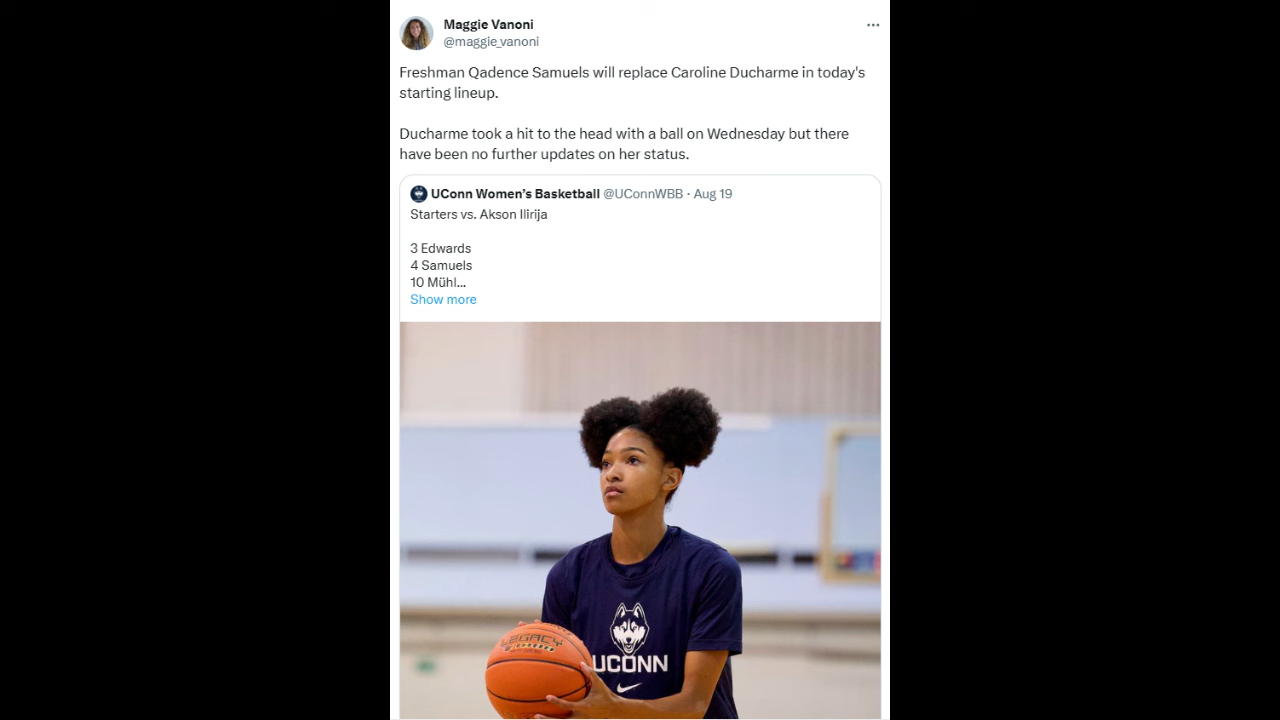 Maggie Vanoni
@maggie_vanoni
Freshman Qadence Samuels will replace Caroline Ducharme in today's
starting lineup.
Ducharme took a hit to the head with a ball on Wednesday but there
have been no further updates on her status.
UConn Women's Basketball @UConnWBB · Aug 19
Starters vs. Akson Ilirija
3 Edwards
4 Samuels
10 Mühl...
Show more
LEGACY
UCONN